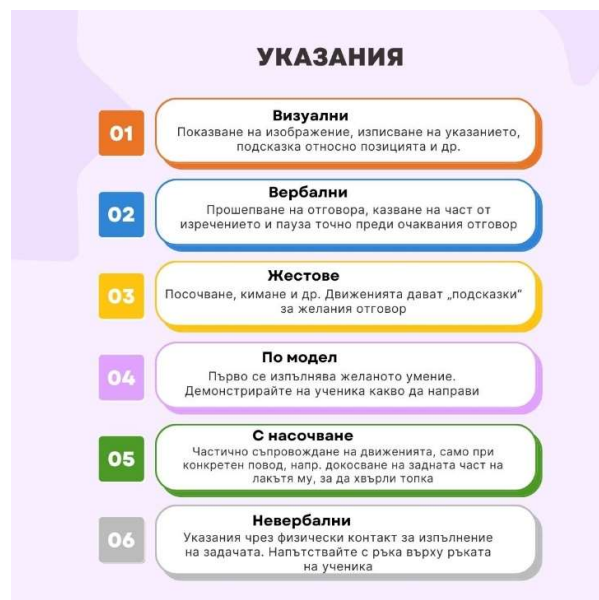 УКАЗАНИЯ
01
Визуални
Показване на изображение, изписване на указанието,
подсказка относно позицията и др.
02
Вербални
Прошепване на отговора, казване на част от
изречението и пауза точно преди очаквания отговор
03
Жестове
Посочване, кимане и др. Движенията дават „подсказки"
за желания отговор
04
По модел
Първо се изпълнява желаното умение.
Демонстрирайте на ученика какво да направи
05
С насочване
Частично съпровождане на движенията, само при
конкретен повод, напр. докосване на задната част на
лакътя му, за да хвърли топка
06
Невербални
Указания чрез физически контакт за изпълнение
на задачата. Напътствайте с ръка върху ръката
на ученика